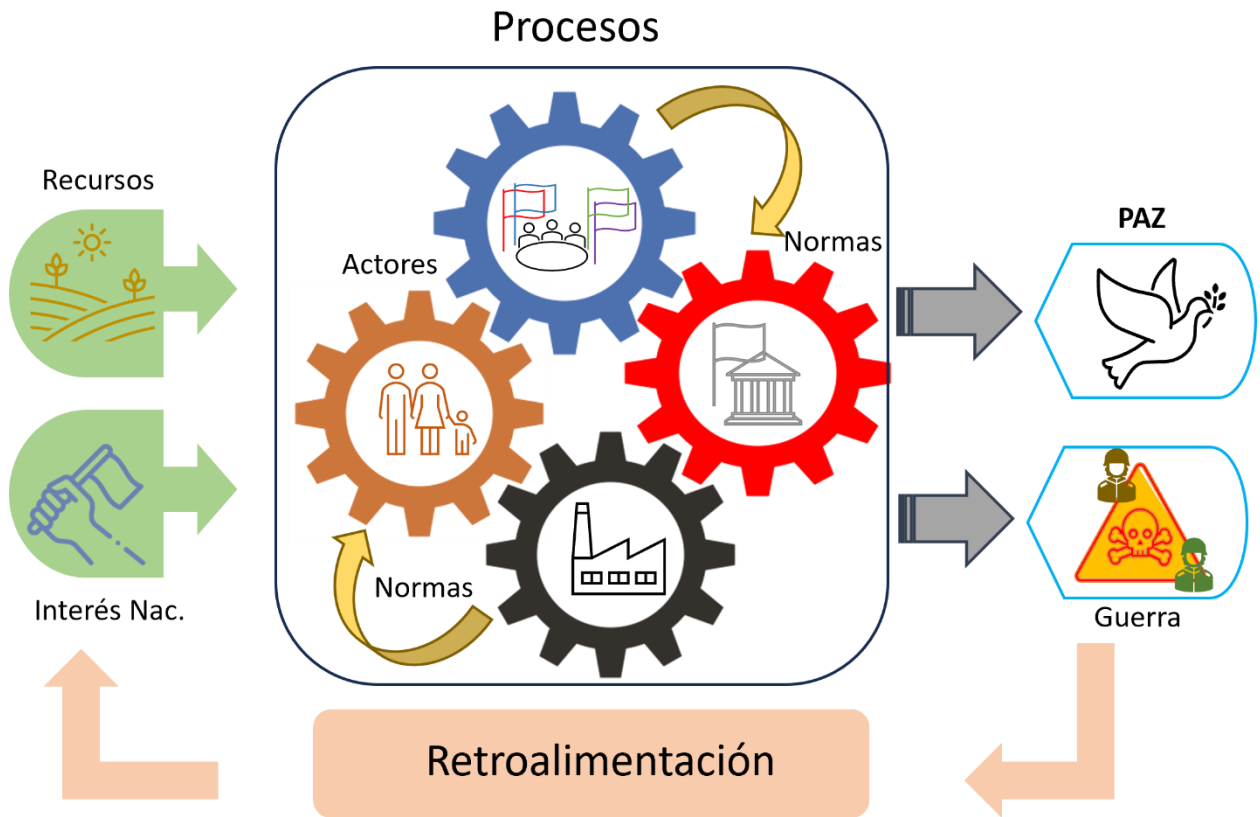 Procesos
Recursos
Actores
Normas
PAZ
Normas
Interés Nac.
Guerra
Retroalimentación